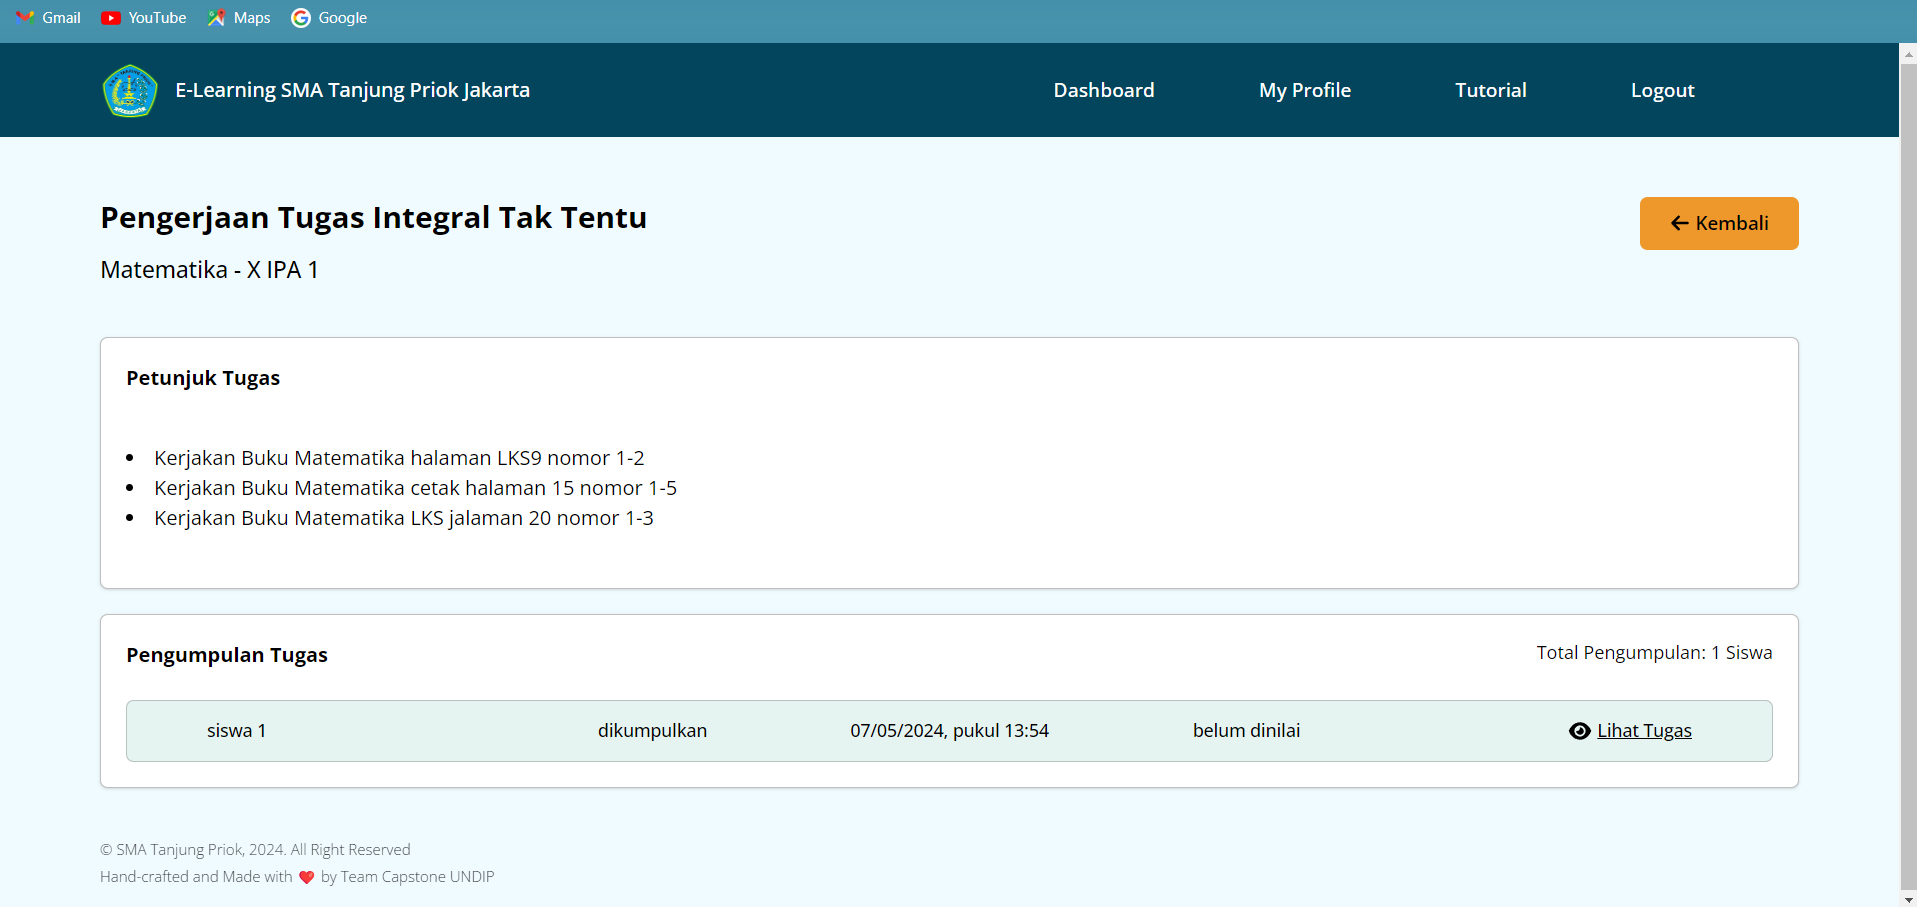 Gmail YouTube Maps Google
E-Learning SMA Tanjung Priok Jakarta Dashboard My Profile Tutorial Logout
Pengerjaan Tugas Integral Tak Tentu
Kembali
Matematika - X IPA 1
Petunjuk Tugas
Kerjakan Buku Matematika halaman LKS9 nomor 1-2
Kerjakan Buku Matematika cetak halaman 15 nomor 1-5
Kerjakan Buku Matematika LKS jalaman 20 nomor 1-3
Pengumpulan Tugas Total Pengumpulan: 1 Siswa
siswa 1 dikumpulkan 07/05/2024, pukul 13:54 belum dinilai Lihat Tugas
© SMA Tanjung Priok, 2024. All Right Reserved
Hand-crafted and Made with ❤️ by Team Capstone UNDIP